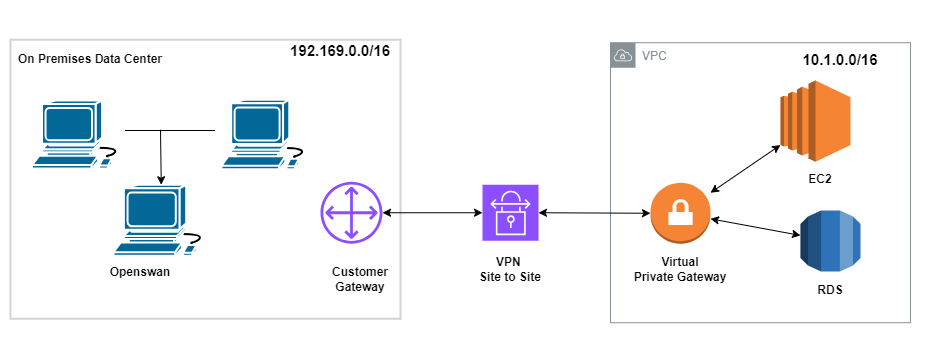 On Premises Data Center
192.169.0.0/16
Openswan
Customer
Gateway
VPN
Site to Site
VPC
10.1.0.0/16
EC2
Virtual
Private Gateway
RDS